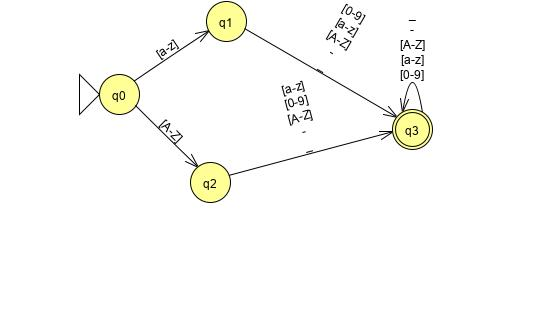 q0
[a-z]
q1
[A-Z]
q2
[0-9]
[a-z]
[A-Z]
-
_
[a-z]
[0-9]
[A-Z]
-
_
_
-
[A-Z]
[a-z]
[0-9]
q3